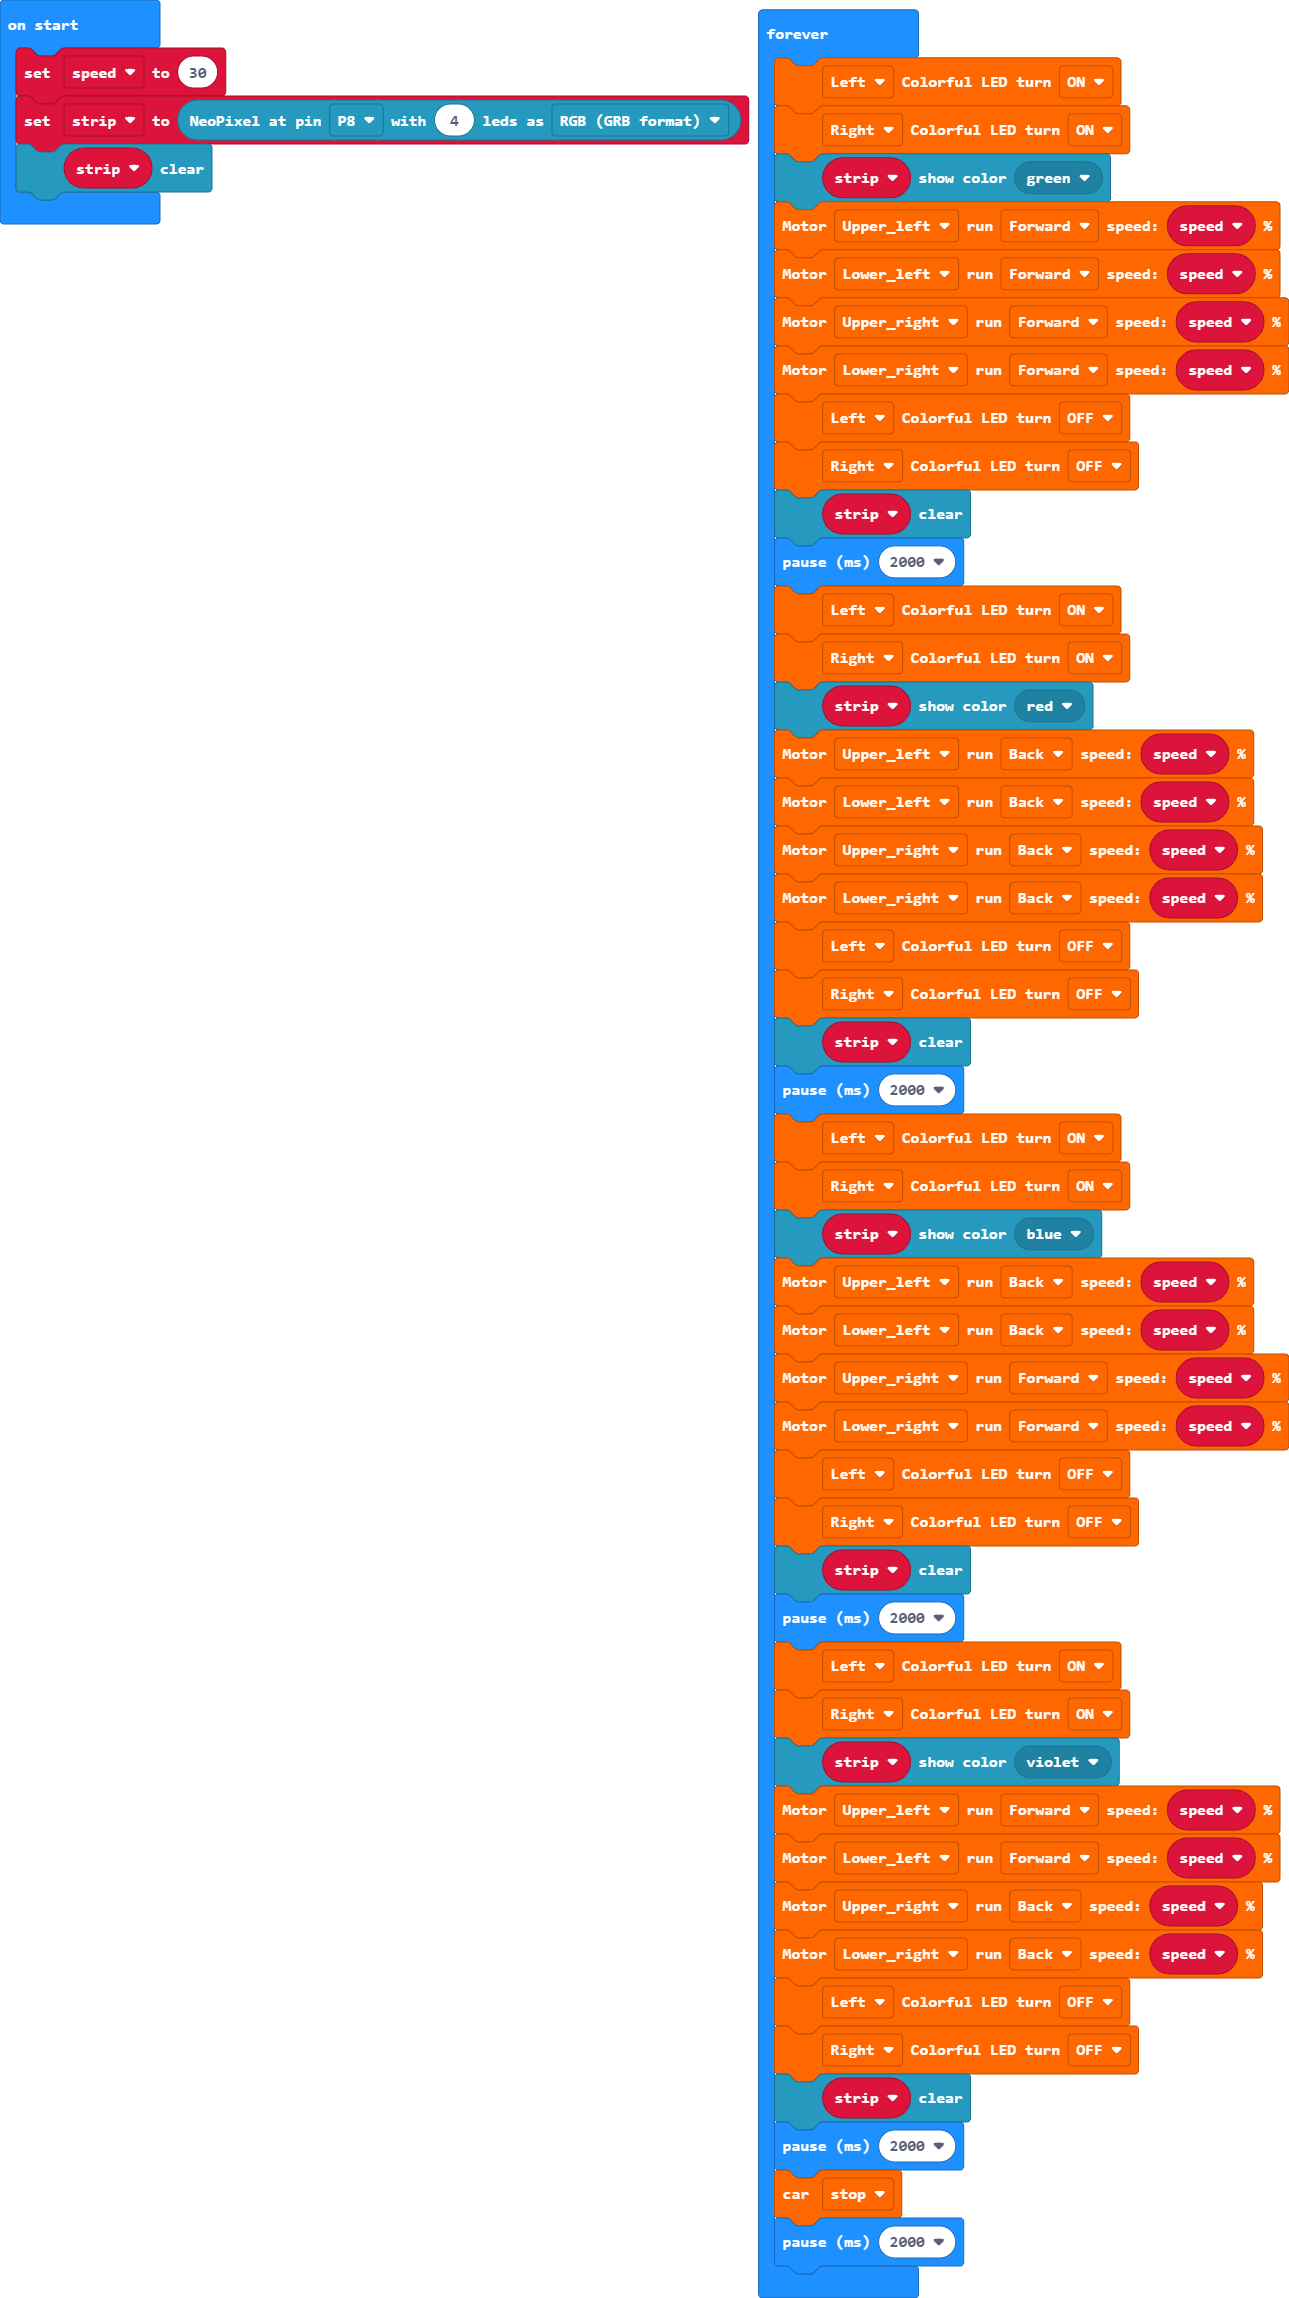 on start
set speed to 30
set strip to NeoPixel at pin P8 with 4 leds as RGB (GRB format)
strip clear
forever
Left Colorful LED turn ON
Right Colorful LED turn ON
strip show color green
Motor Upper_left run Forward speed: speed %
Motor Lower_left run Forward speed: speed %
Motor Upper_right run Forward speed: speed %
Motor Lower_right run Forward speed: speed %
Left Colorful LED turn OFF
Right Colorful LED turn OFF
strip clear
pause (ms) 2000
Left Colorful LED turn ON
Right Colorful LED turn ON
strip show color red
Motor Upper_left run Back speed: speed %
Motor Lower_left run Back speed: speed %
Motor Upper_right run Back speed: speed %
Motor Lower_right run Back speed: speed %
Left Colorful LED turn OFF
Right Colorful LED turn OFF
strip clear
pause (ms) 2000
Left Colorful LED turn ON
Right Colorful LED turn ON
strip show color blue
Motor Upper_left run Back speed: speed %
Motor Lower_left run Back speed: speed %
Motor Upper_right run Forward speed: speed %
Motor Lower_right run Forward speed: speed %
Left Colorful LED turn OFF
Right Colorful LED turn OFF
strip clear
pause (ms) 2000
Left Colorful LED turn ON
Right Colorful LED turn ON
strip show color violet
Motor Upper_left run Forward speed: speed %
Motor Lower_left run Forward speed: speed %
Motor Upper_right run Back speed: speed %
Motor Lower_right run Back speed: speed %
Left Colorful LED turn OFF
Right Colorful LED turn OFF
strip clear
pause (ms) 2000
car stop
pause (ms) 2000